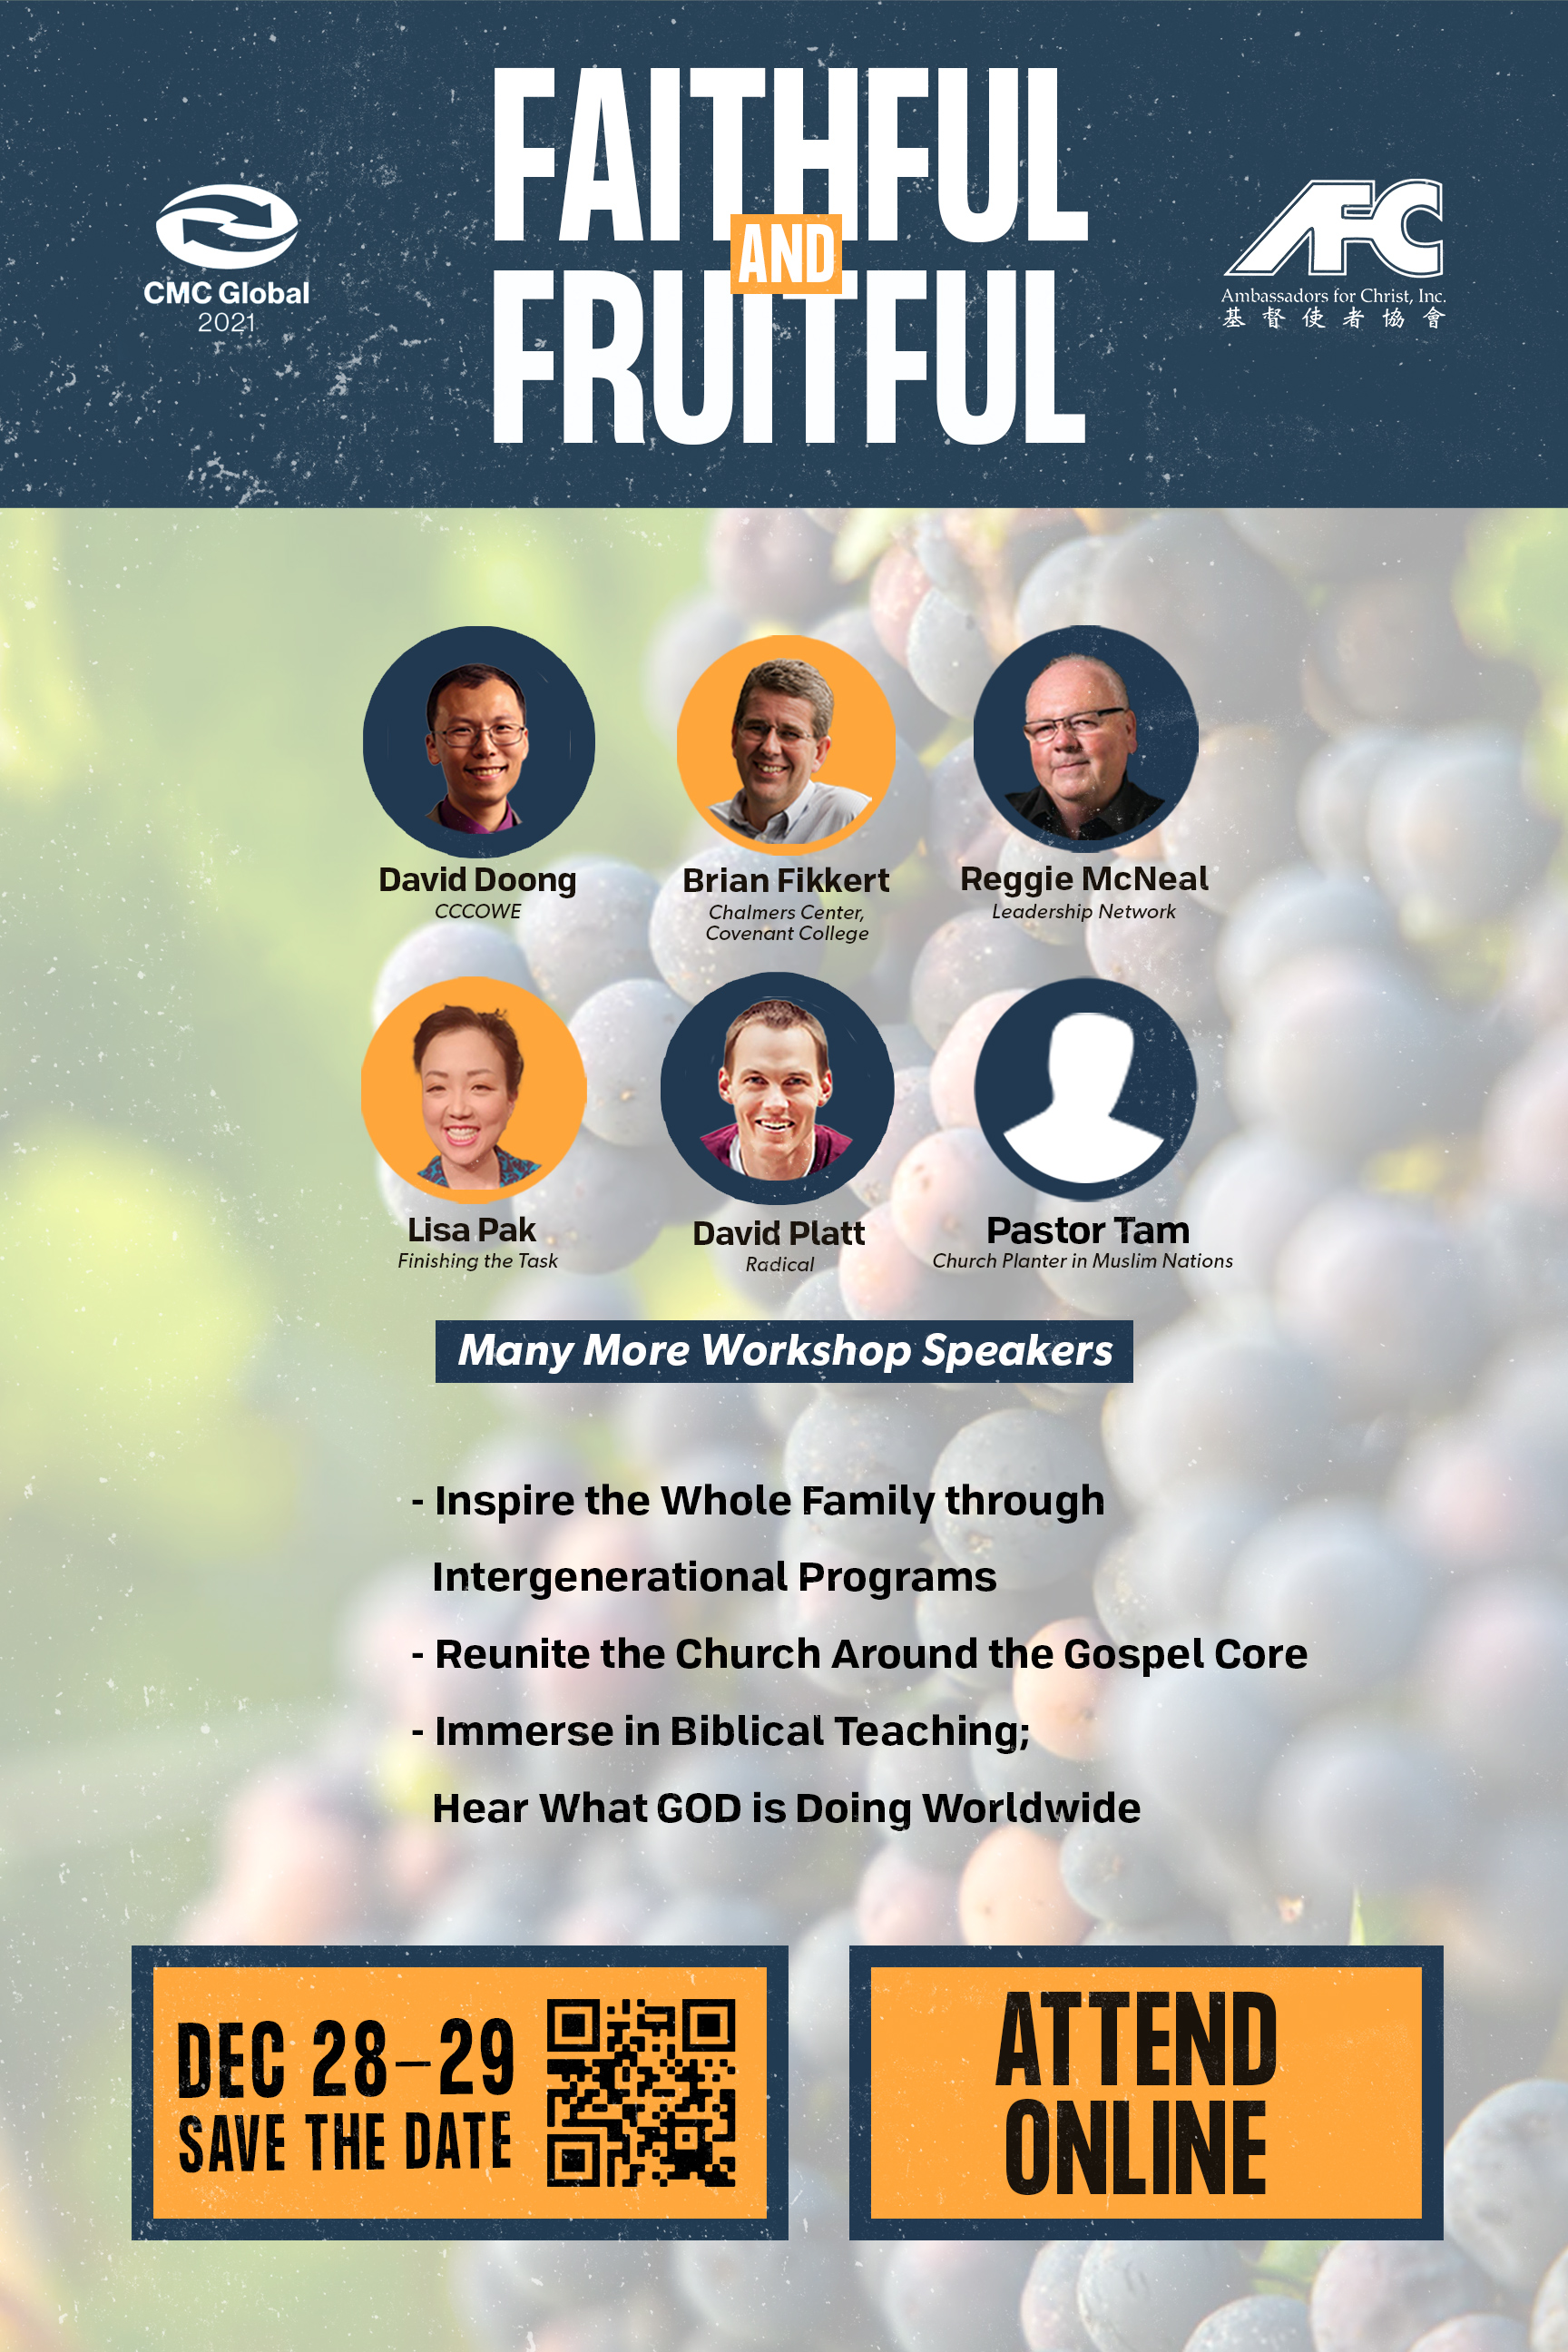 FAITHFUL
AND
FRUITFUL
CMC Global
2021
AFC
Ambassadors for Christ, Inc.
基督使者協會
David Doong
CCCOWE
Brian Fikkert
Chalmers Center,
Covenant College
Reggie McNeal
Leadership Network
Lisa Pak
Finishing the Task
David Platt
Radical
Pastor Tam
Church Planter in Muslim Nations
Many More Workshop Speakers
- Inspire the Whole Family through
Intergenerational Programs
- Reunite the Church Around the Gospel Core
- Immerse in Biblical Teaching;
Hear What GOD is Doing Worldwide
DEC 28–29
SAVE THE DATE
ATTEND
ONLINE